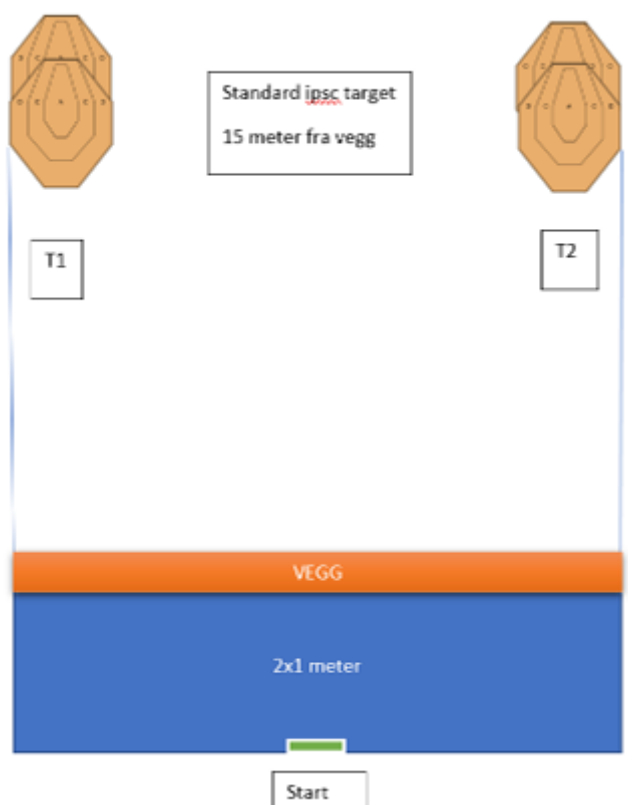 Standard ipsc target
15 meter fra vegg
T1
T2
VEGG
2x1 meter
Start